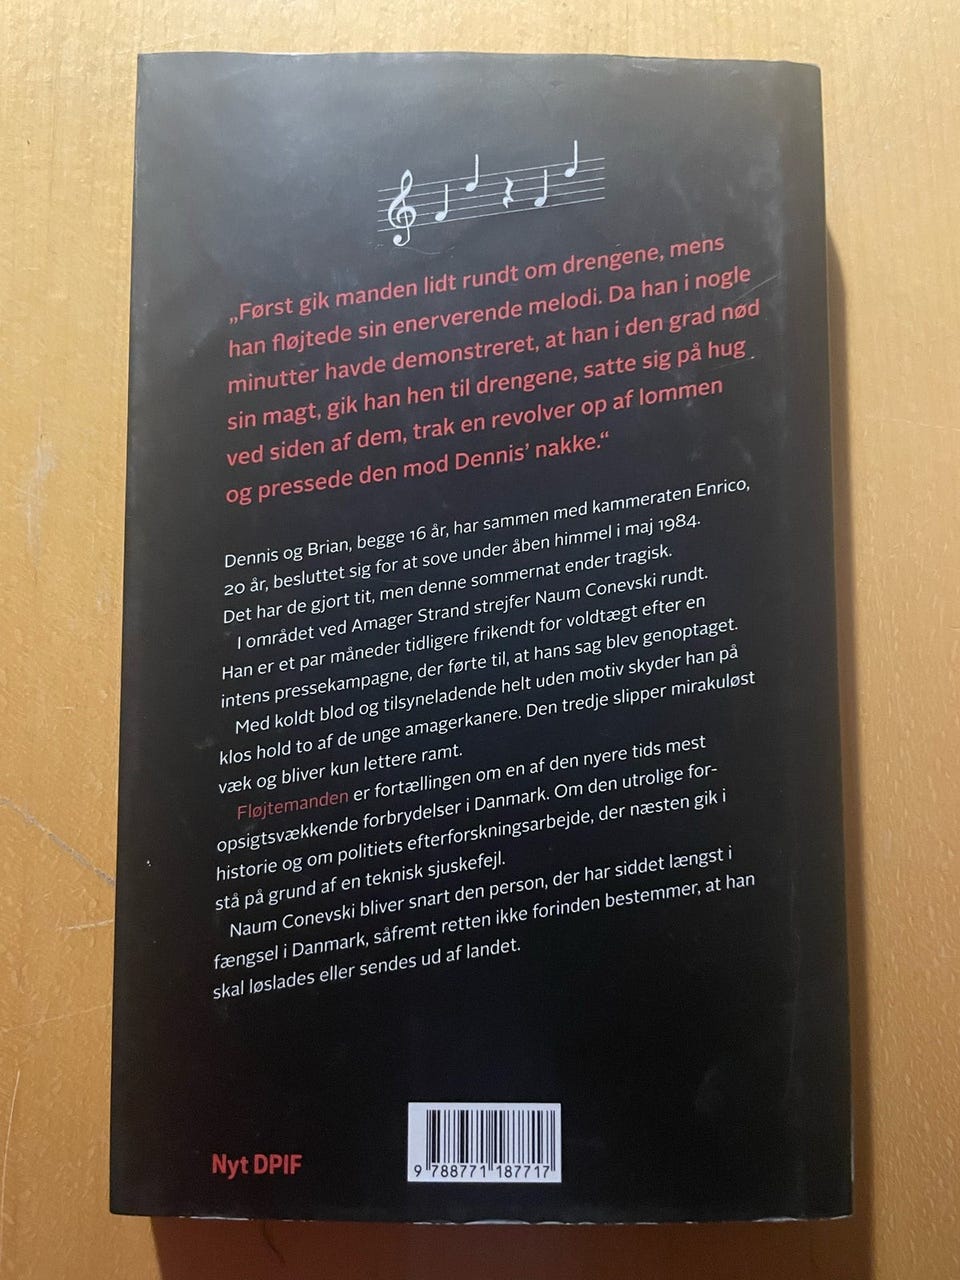 „Først gik manden lidt rundt om drengene, mens
han fløjtede sin enerverende melodi. Da han i nogle
minutter havde demonstreret, at han i den grad nød
sin magt, gik han hen til drengene, satte sig på hug
ved siden af dem, trak en revolver op af lommen
og pressede den mod Dennis’ nakke.“
Dennis og Brian, begge 16 år, har sammen med kammeraten Enrico,
20 år, besluttet sig for at sove under åben himmel i maj 1984.
Det har de gjort tit, men denne sommernat ender tragisk.
I området ved Amager Strand strejfer Naum Conevski rundt.
Han er et par måneder tidligere frikendt for voldtægt efter en
intens pressekampagne, der førte til, at hans sag blev genoptaget.
Med koldt blod og tilsyneladende helt uden motiv skyder han på
klos hold to af de unge amagerkanere. Den tredje slipper mirakuløst
væk og bliver kun lettere ramt.
Fløjtemanden er fortællingen om en af den nyere tids mest
opsigtsvækkende forbrydelser i Danmark. Om den utrolige for-
historie og om politiets efterforskningsarbejde, der næsten gik i
stå på grund af en teknisk sjuskefejl.
Naum Conevski bliver snart den person, der har siddet længst i
fængsel i Danmark, såfremt retten ikke forinden bestemmer, at han
skal løslades eller sendes ud af landet.
Nyt DPIF
9 788771 187717